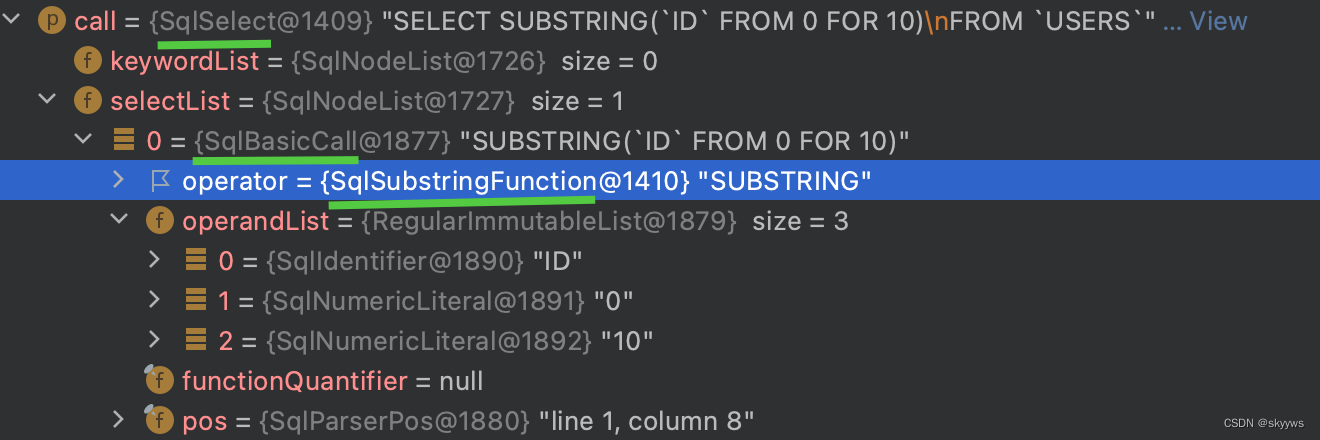 p call = {SqlSelect@1409} "SELECT SUBSTRING(`ID` FROM 0 FOR 10)\nFROM `USERS`" ... View
f keywordList = {SqlNodeList@1726} size = 0
f selectList = {SqlNodeList@1727} size = 1
0 = {SqlBasicCall@1877} "SUBSTRING(`ID` FROM 0 FOR 10)"
operator = {SqlSubstringFunction@1410} "SUBSTRING"
f operandList = {RegularImmutableList@1879} size = 3
0 = {SqlIdentifier@1890} "ID"
1 = {SqlNumericLiteral@1891} "0"
2 = {SqlNumericLiteral@1892} "10"
f functionQuantifier = null
f pos = {SqlParserPos@1880} "line 1, column 8"
CSDN @skyyws